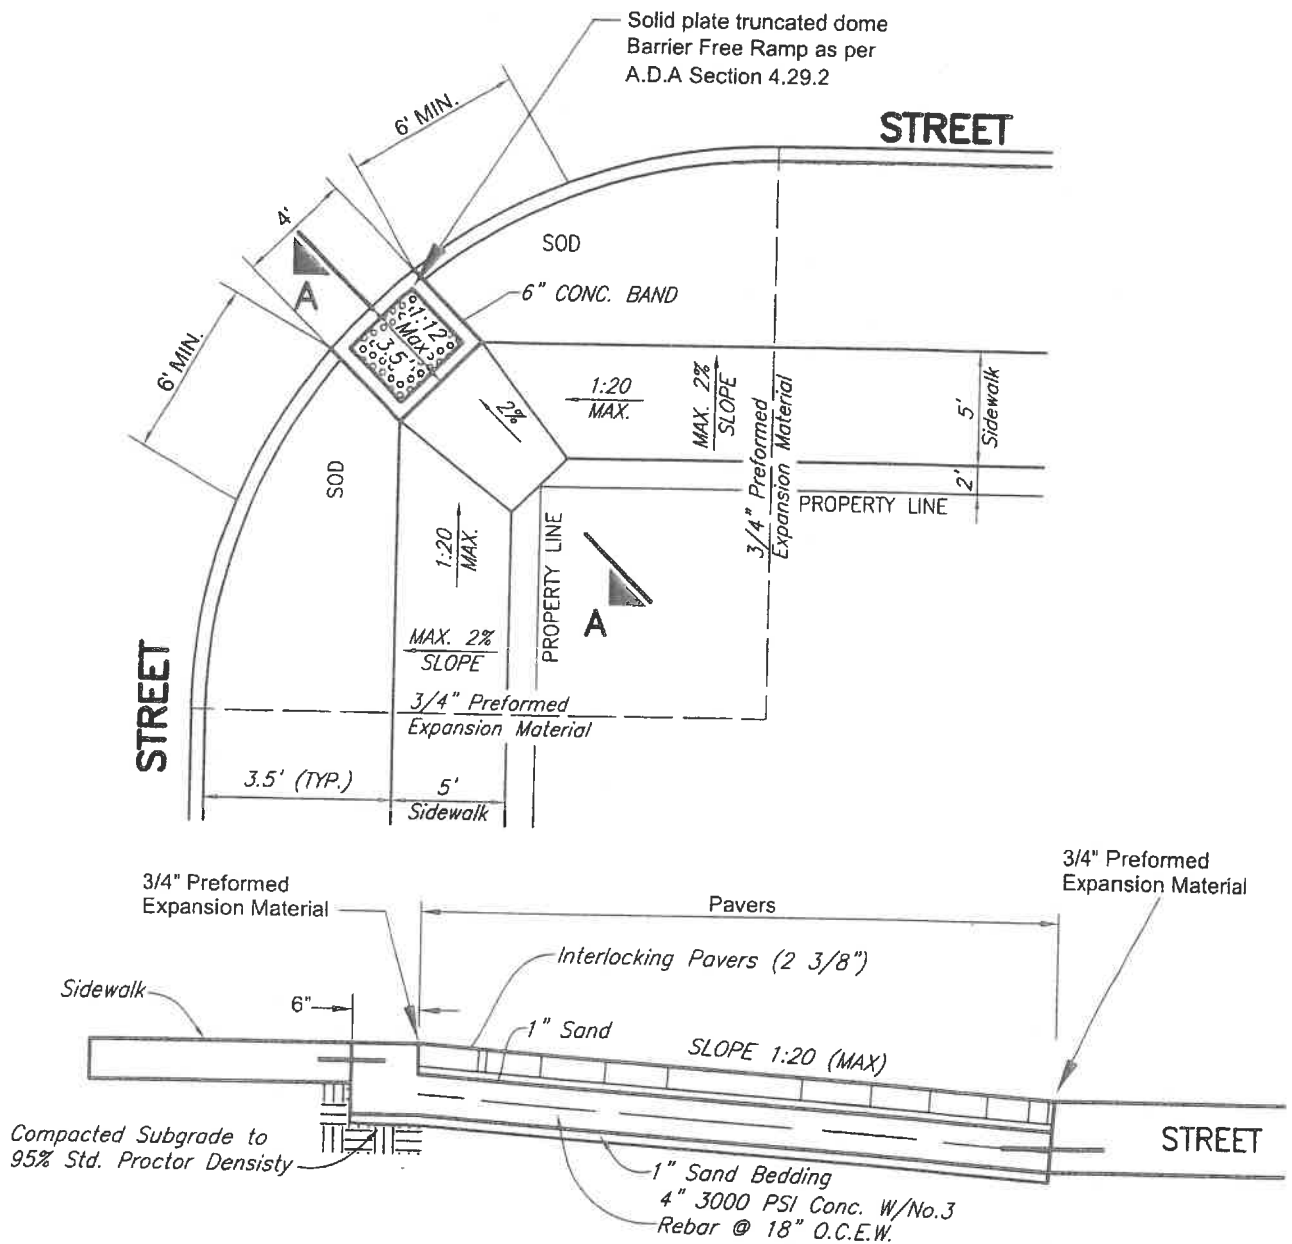 Solid plate truncated dome
Barrier Free Ramp as per
A.D.A Section 4.29.2
STREET
6' MIN.
4'
A
6' MIN.
SOD
6" CONC. BAND
1:12
Max
3.5'
2%
1:20
MAX.
MAX. 2%
SLOPE
3/4" Preformed
Expansion Material
5'
Sidewalk
2'
PROPERTY LINE
SOD
1:20
MAX.
PROPERTY LINE
A
MAX. 2%
SLOPE
STREET
3/4" Preformed
Expansion Material
3.5' (TYP.)
5'
Sidewalk
3/4" Preformed
Expansion Material
Pavers
3/4" Preformed
Expansion Material
Interlocking Pavers (2 3/8")
Sidewalk
6"
1" Sand
SLOPE 1:20 (MAX)
Compacted Subgrade to
95% Std. Proctor Densisty
STREET
1" Sand Bedding
4" 3000 PSI Conc. W/No.3
Rebar @ 18" O.C.E.W.